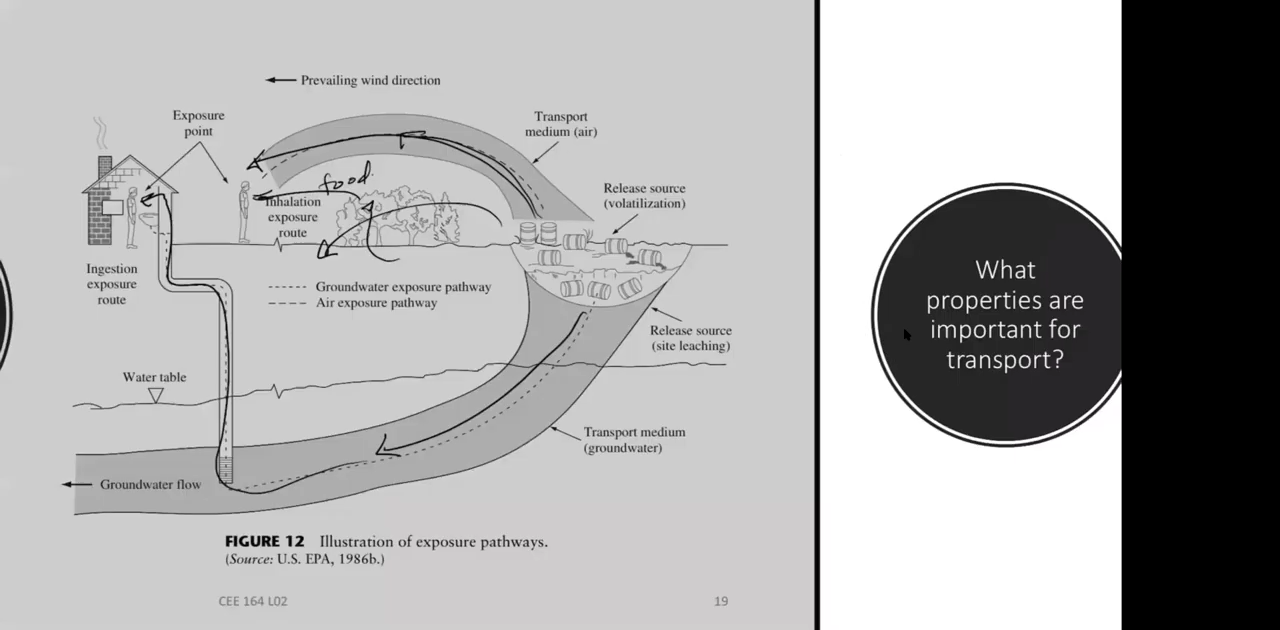 Prevailing wind direction
Exposure
point
Transport
medium (air)
food
Inhalation
exposure
route
Release source
(volatilization)
Ingestion
exposure
route
Groundwater exposure pathway
Air exposure pathway
Release source
(site leaching)
Water table
Transport medium
(groundwater)
Groundwater flow
FIGURE 12 Illustration of exposure pathways.
(Source: U.S. EPA, 1986b.)
CEE 164 L02
19
What
properties are
important for
transport?